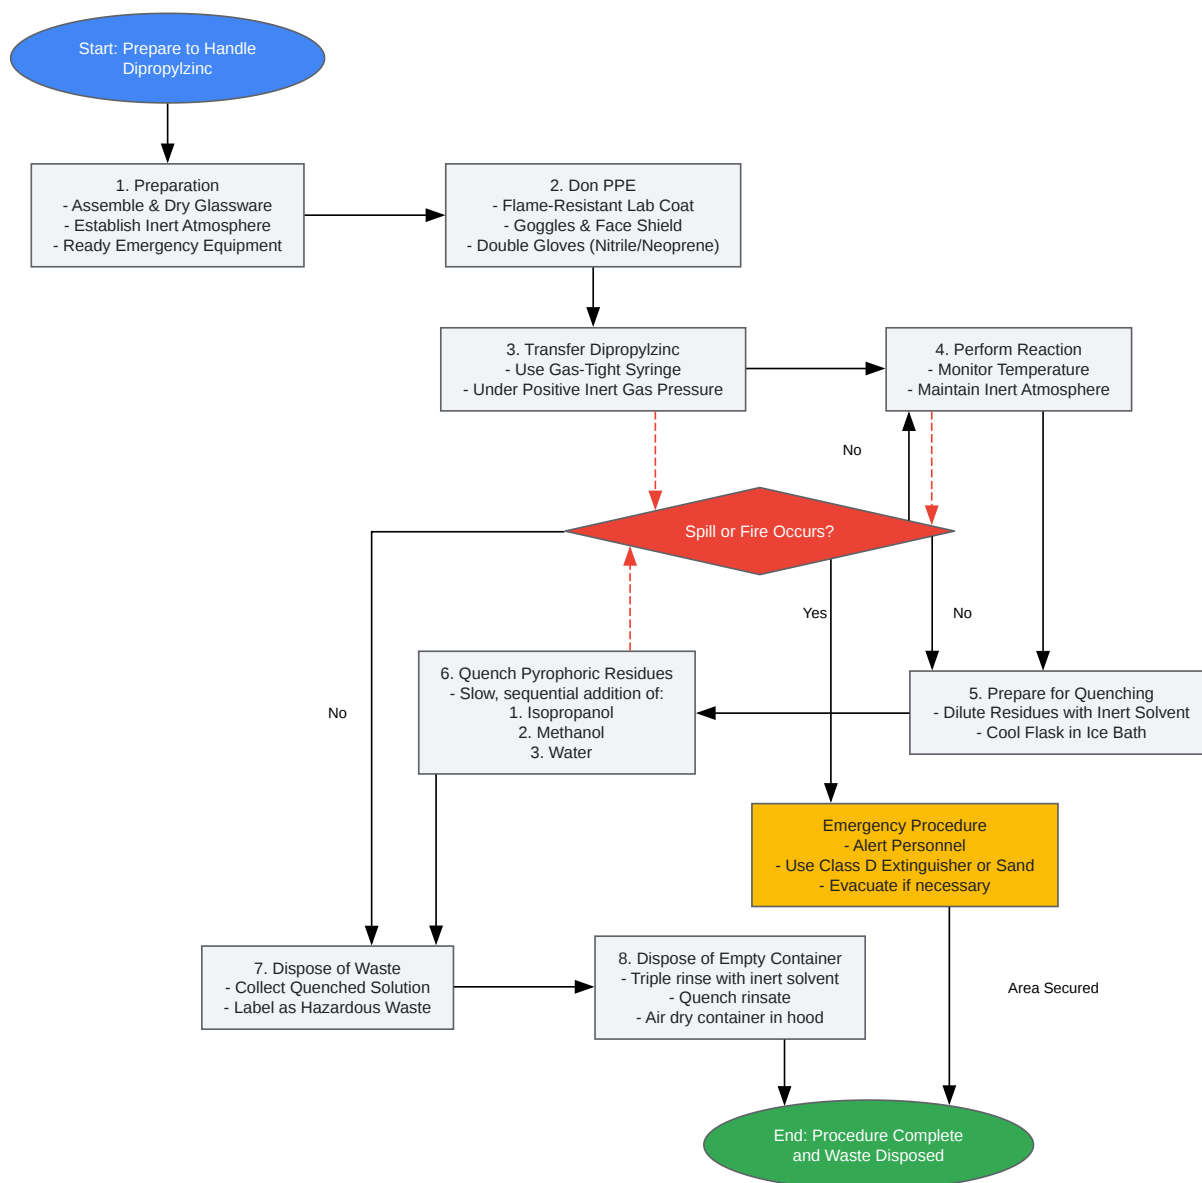 Start: Prepare to Handle
Dipropylzinc
1. Preparation
- Assemble & Dry Glassware
- Establish Inert Atmosphere
- Ready Emergency Equipment
2. Don PPE
- Flame-Resistant Lab Coat
- Goggles & Face Shield
- Double Gloves (Nitrile/Neoprene)
3. Transfer Dipropylzinc
- Use Gas-Tight Syringe
- Under Positive Inert Gas Pressure
4. Perform Reaction
- Monitor Temperature
- Maintain Inert Atmosphere
No
Spill or Fire Occurs?
Yes
No
No
6. Quench Pyrophoric Residues
- Slow, sequential addition of:
1. Isopropanol
2. Methanol
3. Water
5. Prepare for Quenching
- Dilute Residues with Inert Solvent
- Cool Flask in Ice Bath
Emergency Procedure
- Alert Personnel
- Use Class D Extinguisher or Sand
- Evacuate if necessary
7. Dispose of Waste
- Collect Quenched Solution
- Label as Hazardous Waste
8. Dispose of Empty Container
- Triple rinse with inert solvent
- Quench rinsate
- Air dry container in hood
Area Secured
End: Procedure Complete
and Waste Disposed